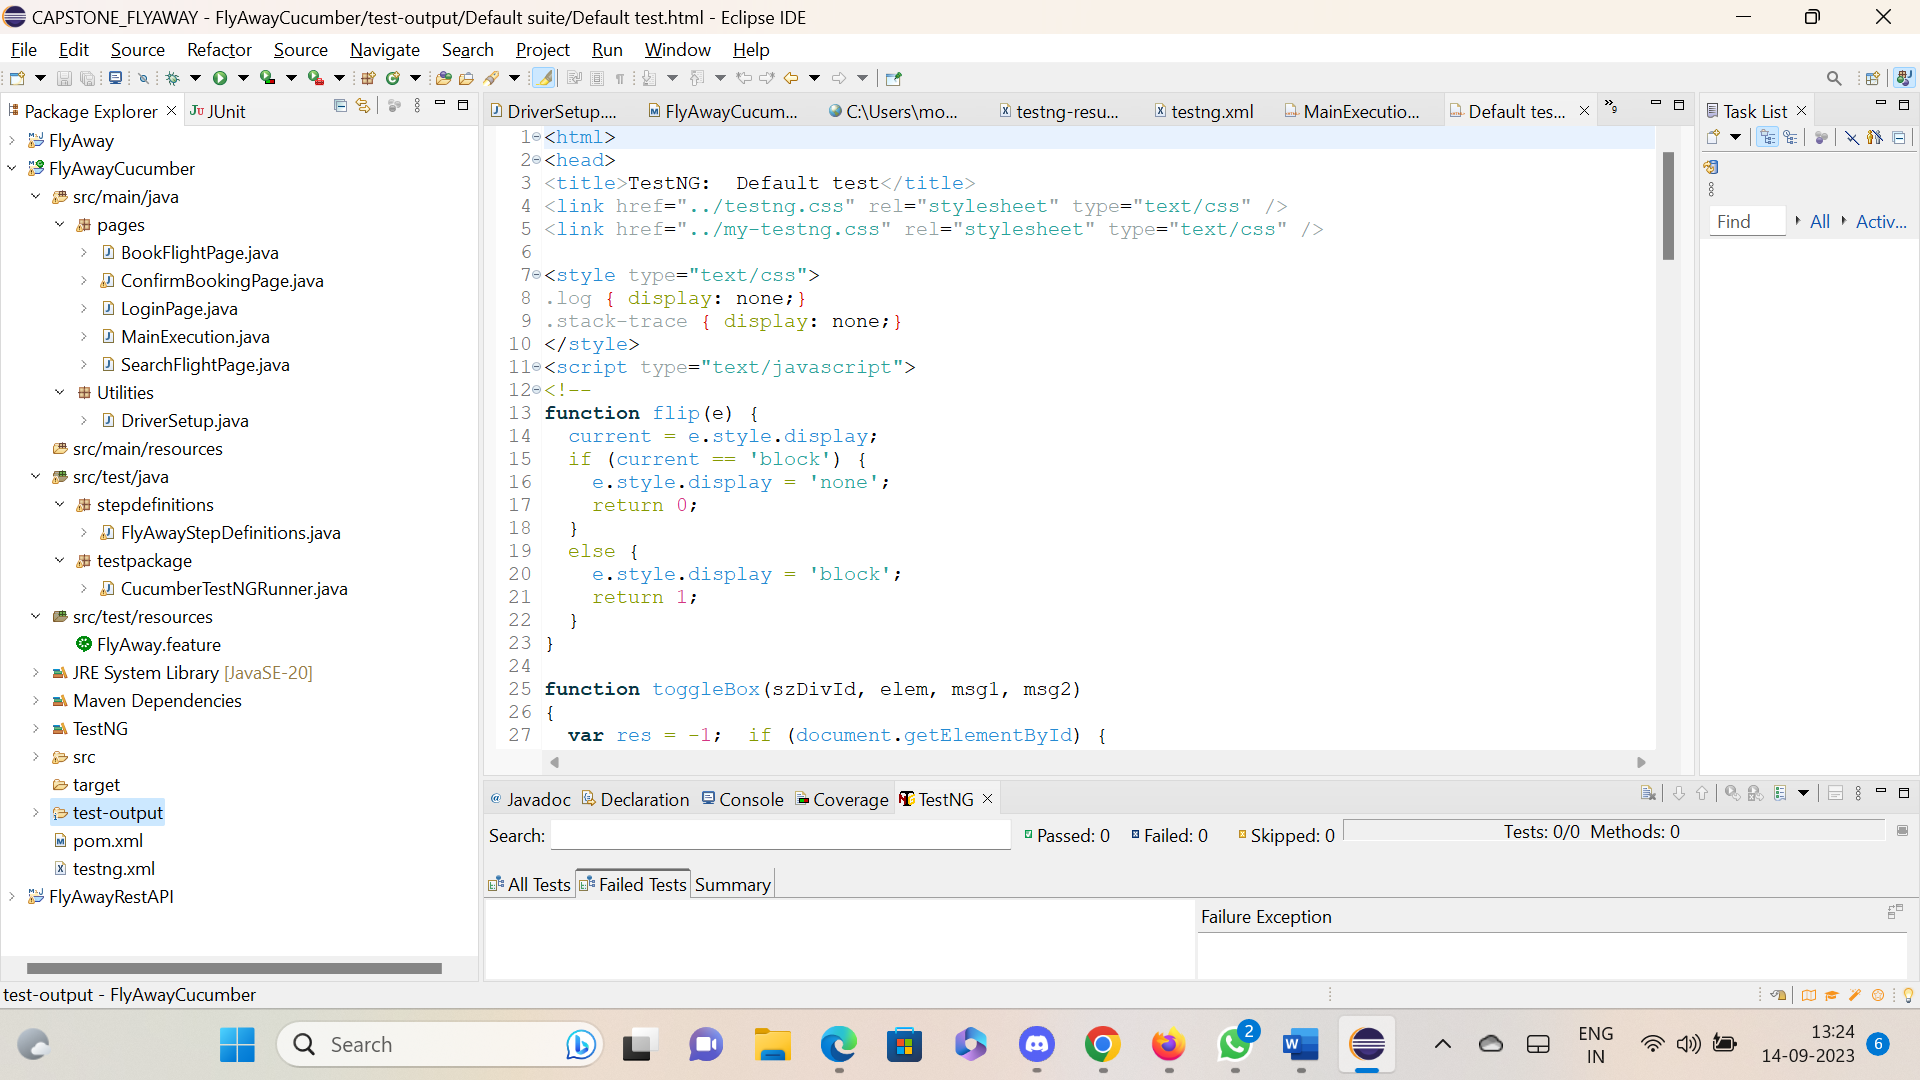 CAPSTONE_FLYAWAY - FlyAwayCucumber/test-output/Default suite/Default test.html - Eclipse IDE
File Edit Source Refactor Source Navigate Search Project Run Window Help
Package Explorer
JUnit
FlyAway
FlyAwayCucumber
src/main/java
pages
BookFlightPage.java
ConfirmBookingPage.java
LoginPage.java
MainExecution.java
SearchFlightPage.java
Utilities
DriverSetup.java
src/main/resources
src/test/java
stepdefinitions
FlyAwayStepDefinitions.java
testpackage
CucumberTestNGRunner.java
src/test/resources
FlyAway.feature
JRE System Library [JavaSE-20]
Maven Dependencies
TestNG
src
target
test-output
pom.xml
testng.xml
FlyAwayRestAPI
DriverSetup.... FlyAwayCucum... C:\Users\mo... testng-resu... testng.xml MainExecutio... Default tes... 9
1 <html>
2 <head>
3 <title>TestNG:  Default test</title>
4 <link href="../testng.css" rel="stylesheet" type="text/css" />
5 <link href="../my-testng.css" rel="stylesheet" type="text/css" />
6
7 <style type="text/css">
8 .log { display: none;}
9 .stack-trace { display: none;}
10 </style>
11 <script type="text/javascript">
12 <!--
13 function flip(e) {
14   current = e.style.display;
15   if (current == 'block') {
16     e.style.display = 'none';
17     return 0;
18   }
19   else {
20     e.style.display = 'block';
21     return 1;
22   }
23 }
24
25 function toggleBox(szDivId, elem, msg1, msg2)
26 {
27   var res = -1;  if (document.getElementById) {
Task List
Find All Activ...
Javadoc Declaration Console Coverage TestNG
Search: Passed: 0 Failed: 0 Skipped: 0 Tests: 0/0 Methods: 0
All Tests Failed Tests Summary
Failure Exception
test-output - FlyAwayCucumber
Search
2
ENG
IN
13:24
14-09-2023
6